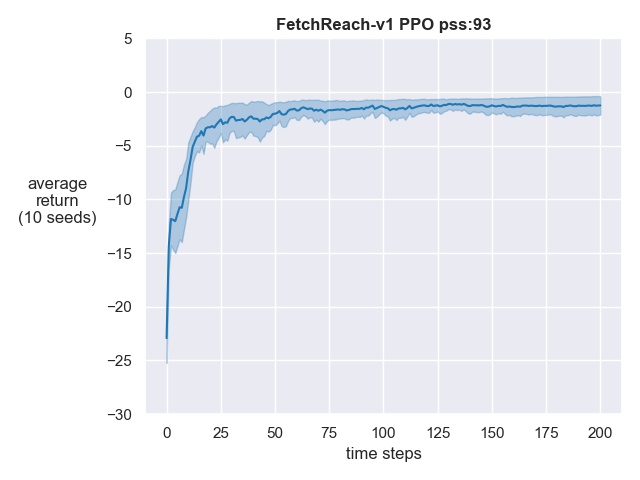 FetchReach-v1 PPO pss:93
5
0
−5
−10
−15
−20
−25
−30
average
return
(10 seeds)
0 25 50 75 100 125 150 175 200
time steps